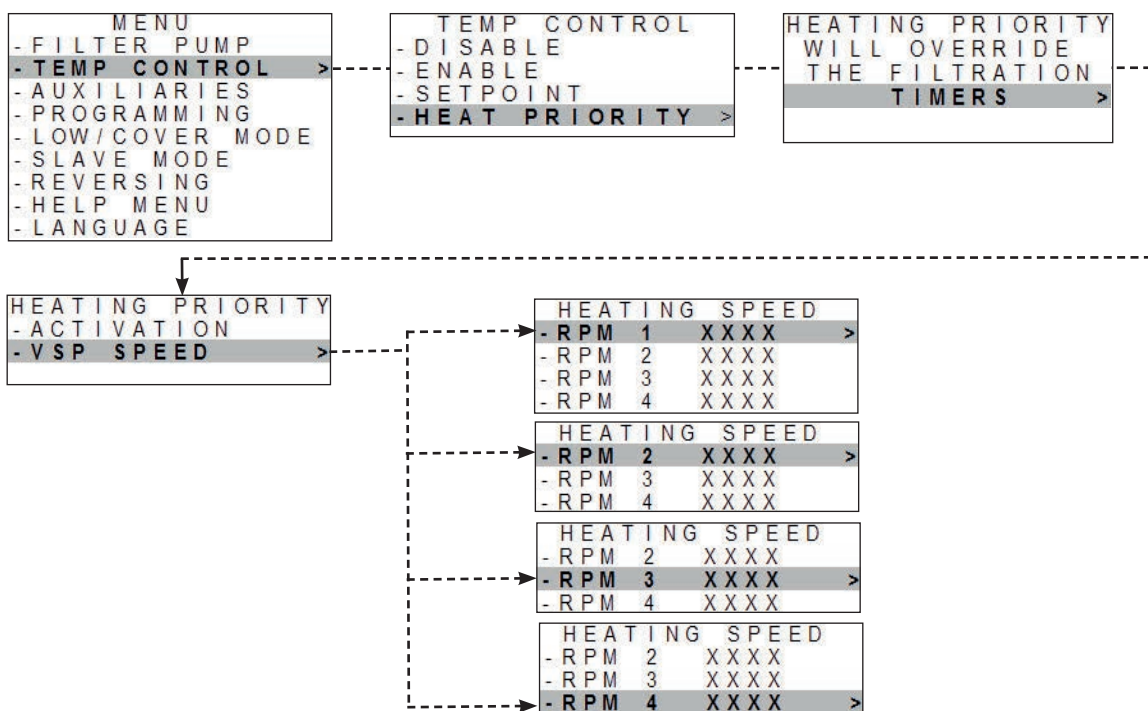 MENU
- FILTER PUMP
- TEMP CONTROL >
- AUXILIARIES
- PROGRAMMING
- LOW/COVER MODE
- SLAVE MODE
- REVERSING
- HELP MENU
- LANGUAGE
TEMP CONTROL
- DISABLE
- ENABLE
- SETPOINT
- HEAT PRIORITY >
HEATING PRIORITY
WILL OVERRIDE
THE FILTRATION
TIMERS >
HEATING PRIORITY
- ACTIVATION
- VSP SPEED >
HEATING SPEED
- RPM 1 XXXX >
- RPM 2 XXXX
- RPM 3 XXXX
- RPM 4 XXXX
HEATING SPEED
- RPM 2 XXXX >
- RPM 3 XXXX
- RPM 4 XXXX
HEATING SPEED
- RPM 2 XXXX
- RPM 3 XXXX >
- RPM 4 XXXX
HEATING SPEED
- RPM 2 XXXX
- RPM 3 XXXX
- RPM 4 XXXX >